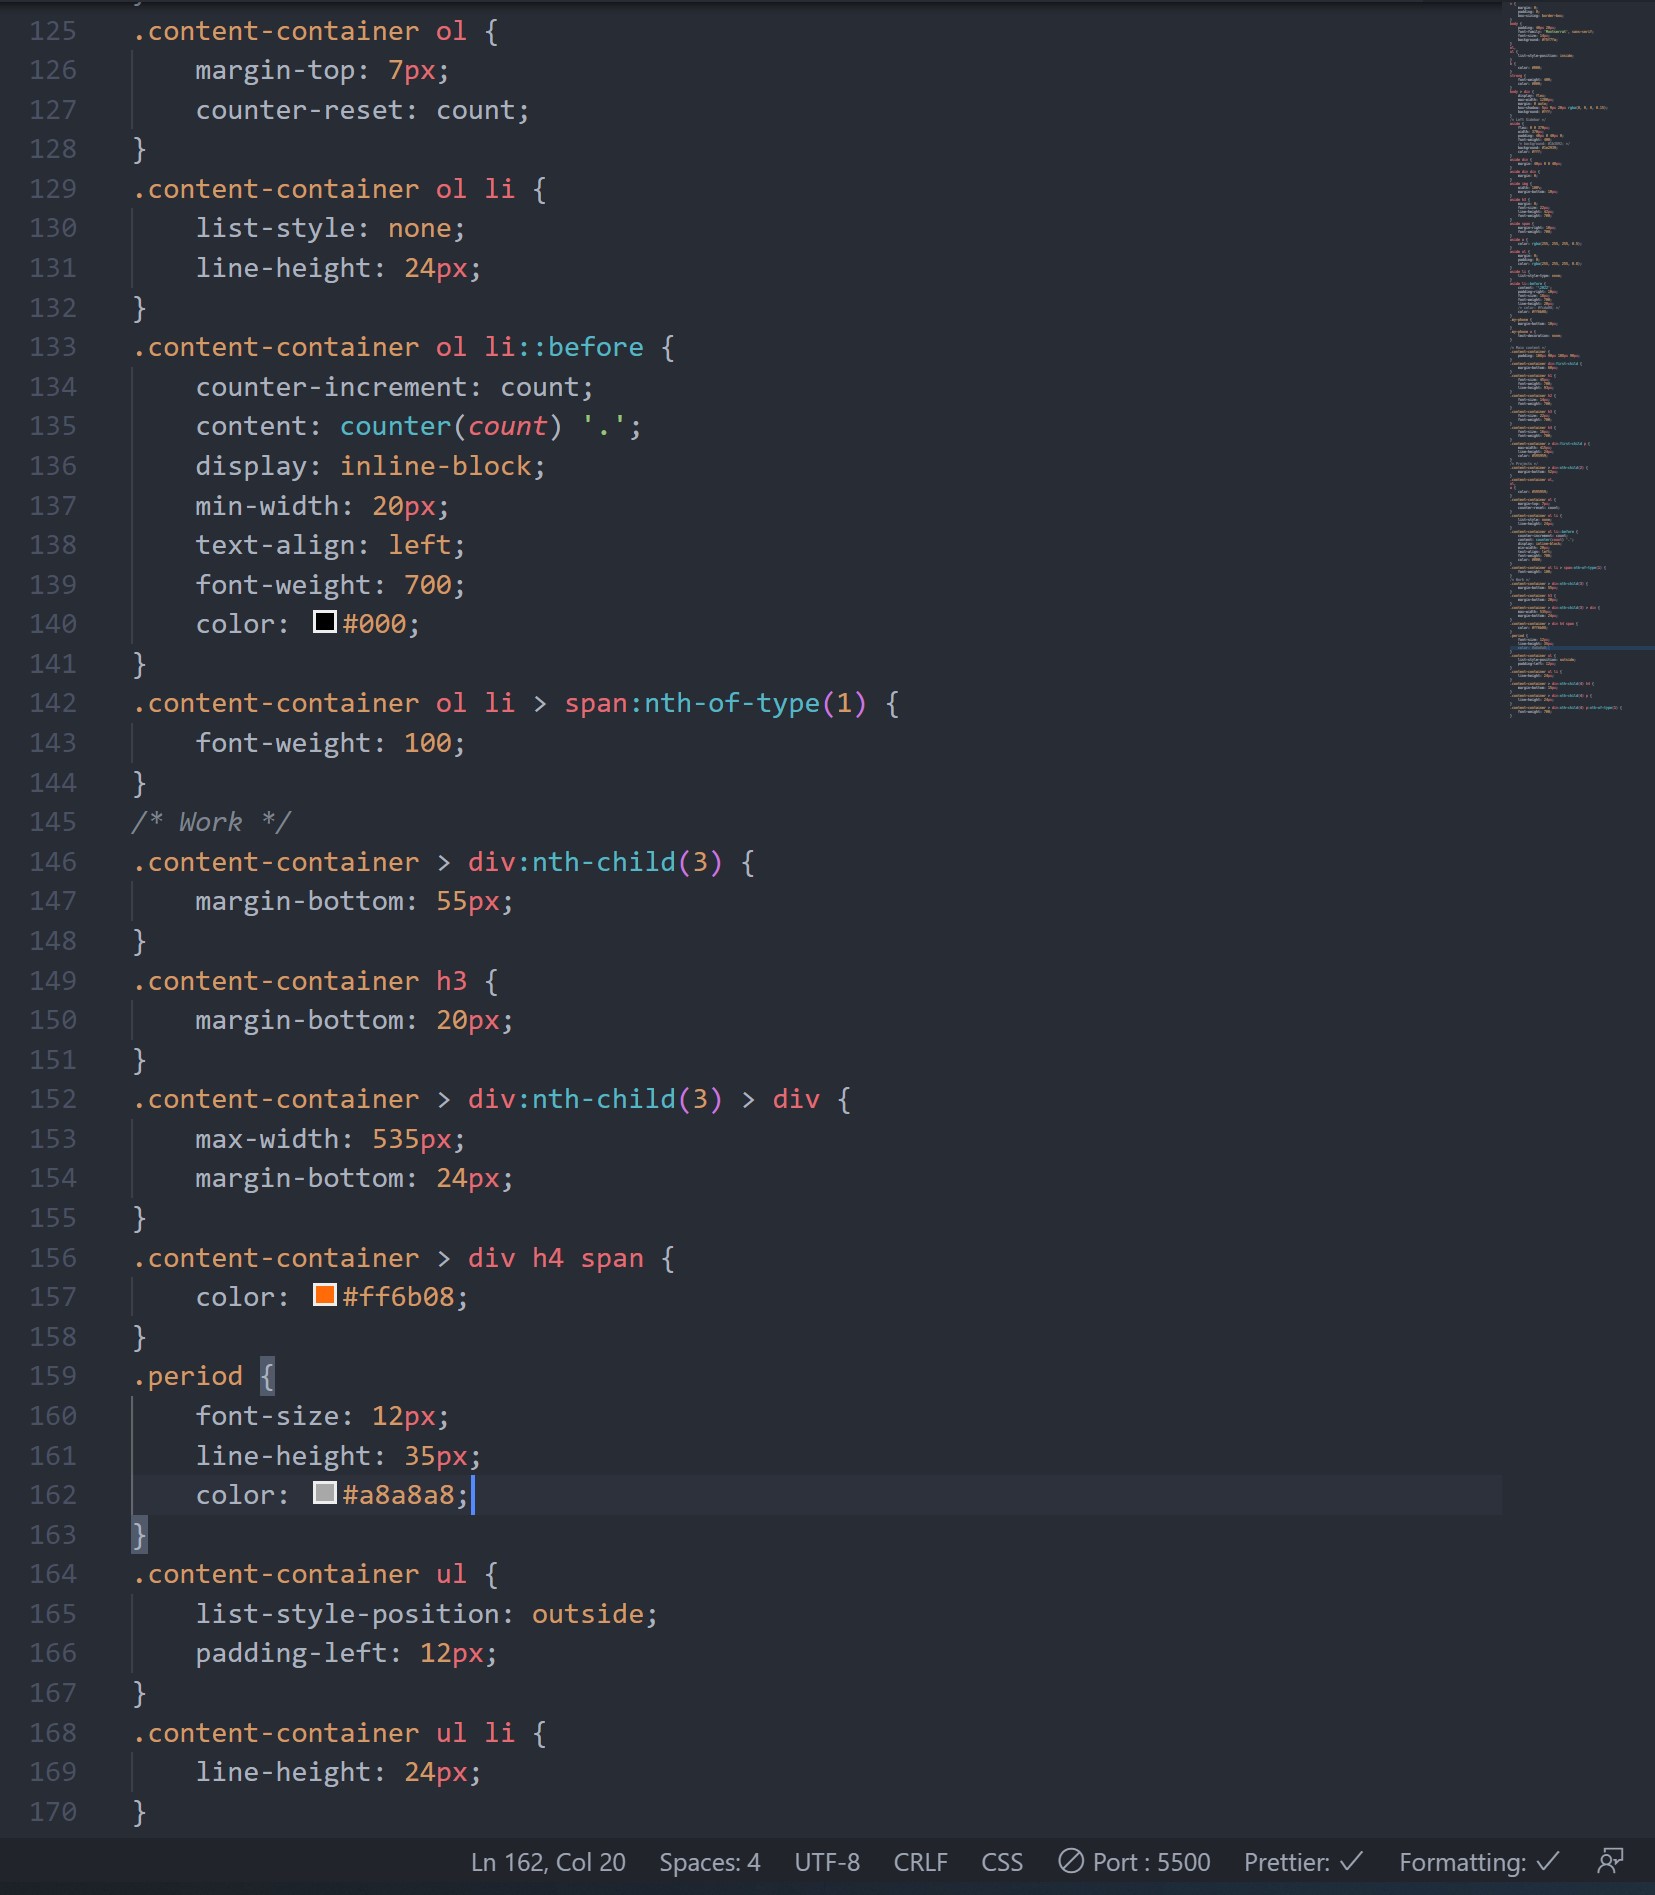 125 .content-container ol {
126     margin-top: 7px;
127     counter-reset: count;
128 }
129 .content-container ol li {
130     list-style: none;
131     line-height: 24px;
132 }
133 .content-container ol li::before {
134     counter-increment: count;
135     content: counter(count) '.';
136     display: inline-block;
137     min-width: 20px;
138     text-align: left;
139     font-weight: 700;
140     color: #000;
141 }
142 .content-container ol li > span:nth-of-type(1) {
143     font-weight: 100;
144 }
145 /* Work */
146 .content-container > div:nth-child(3) {
147     margin-bottom: 55px;
148 }
149 .content-container h3 {
150     margin-bottom: 20px;
151 }
152 .content-container > div:nth-child(3) > div {
153     max-width: 535px;
154     margin-bottom: 24px;
155 }
156 .content-container > div h4 span {
157     color: #ff6b08;
158 }
159 .period {
160     font-size: 12px;
161     line-height: 35px;
162     color: #a8a8a8;
163 }
164 .content-container ul {
165     list-style-position: outside;
166     padding-left: 12px;
167 }
168 .content-container ul li {
169     line-height: 24px;
170 }
Ln 162, Col 20 Spaces: 4 UTF-8 CRLF CSS Port : 5500 Prettier: ✓ Formatting: ✓